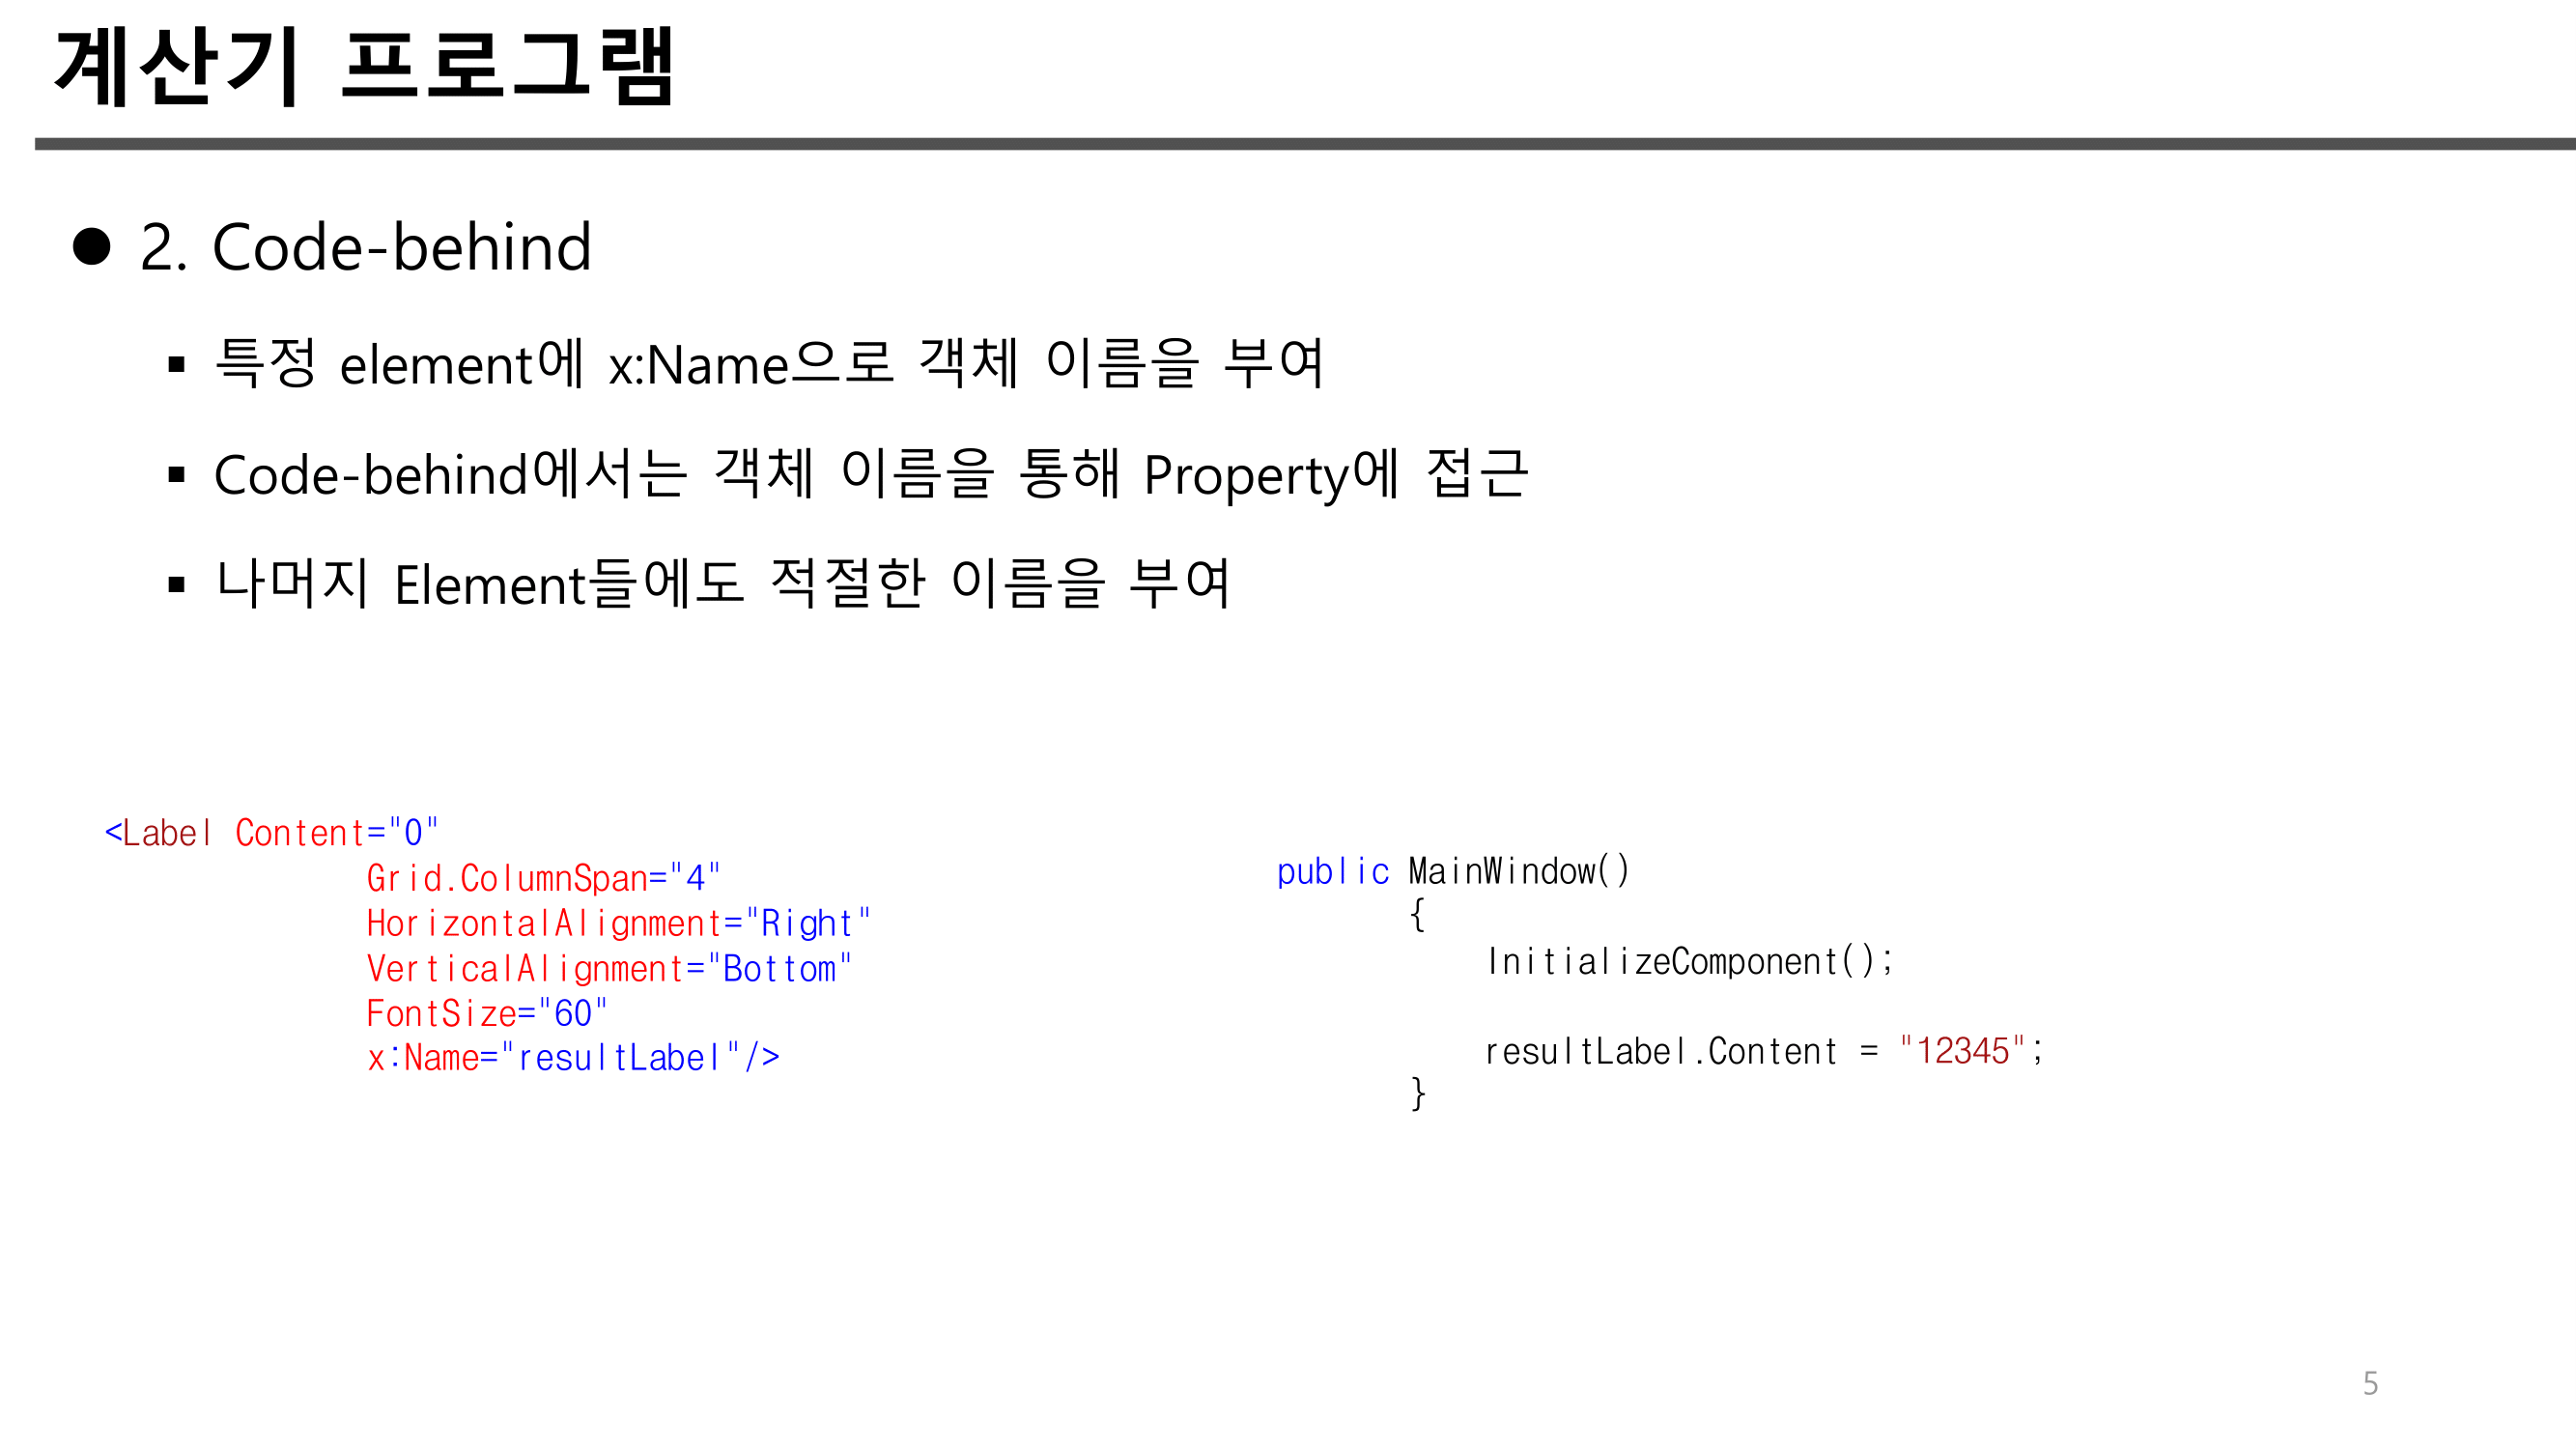 계산기 프로그램
● 2. Code-behind
▪ 특정 element에 x:Name으로 객체 이름을 부여
▪ Code-behind에서는 객체 이름을 통해 Property에 접근
▪ 나머지 Element들에도 적절한 이름을 부여
<Label Content="0"
Grid.ColumnSpan="4"
HorizontalAlignment="Right"
VerticalAlignment="Bottom"
FontSize="60"
x:Name="resultLabel"/>
public MainWindow()
{
InitializeComponent();
resultLabel.Content = "12345";
}
5